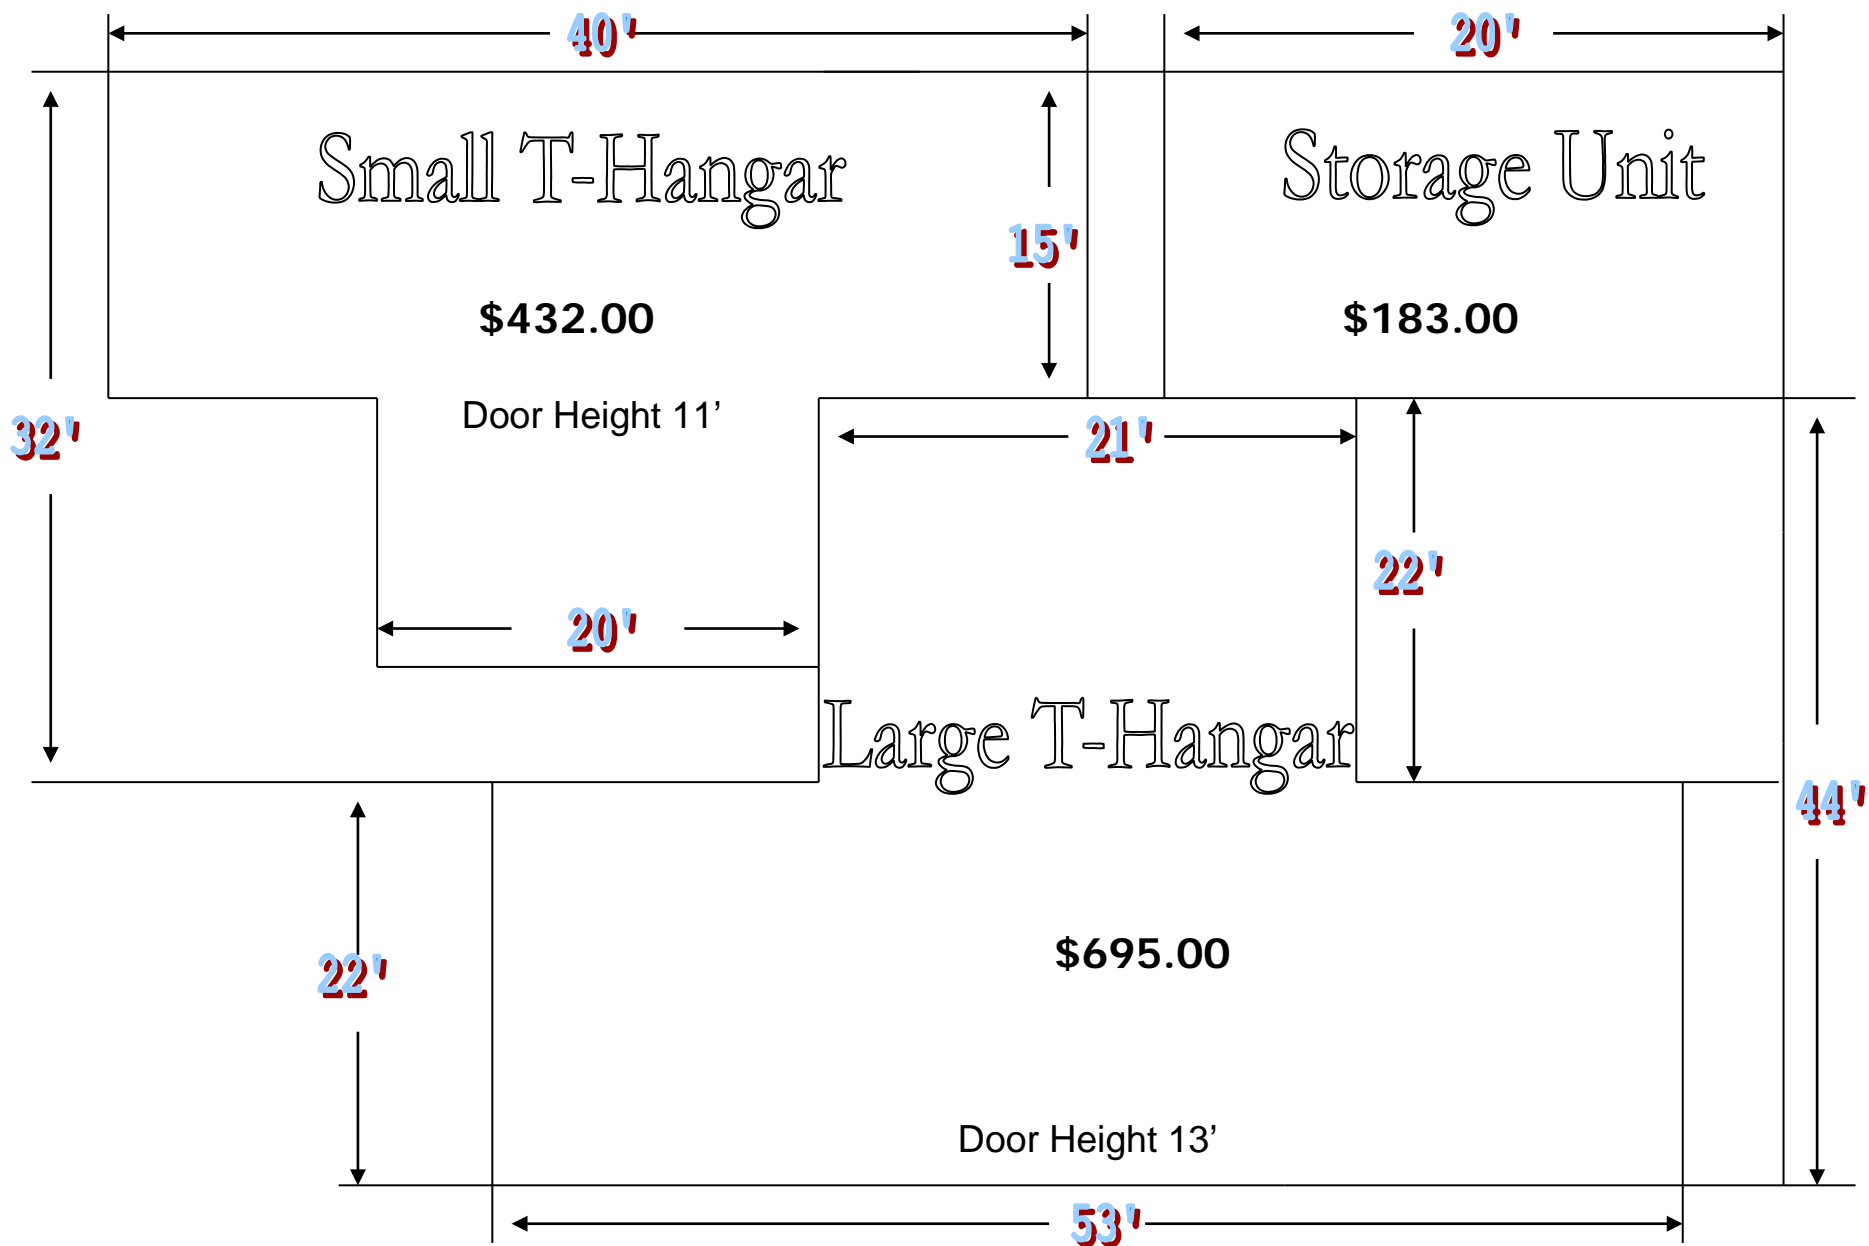 40'
20'
Small T-Hangar
Storage Unit
15'
$432.00
$183.00
Door Height 11’
32'
21'
22'
20'
Large T-Hangar
44'
$695.00
22'
Door Height 13’
53'